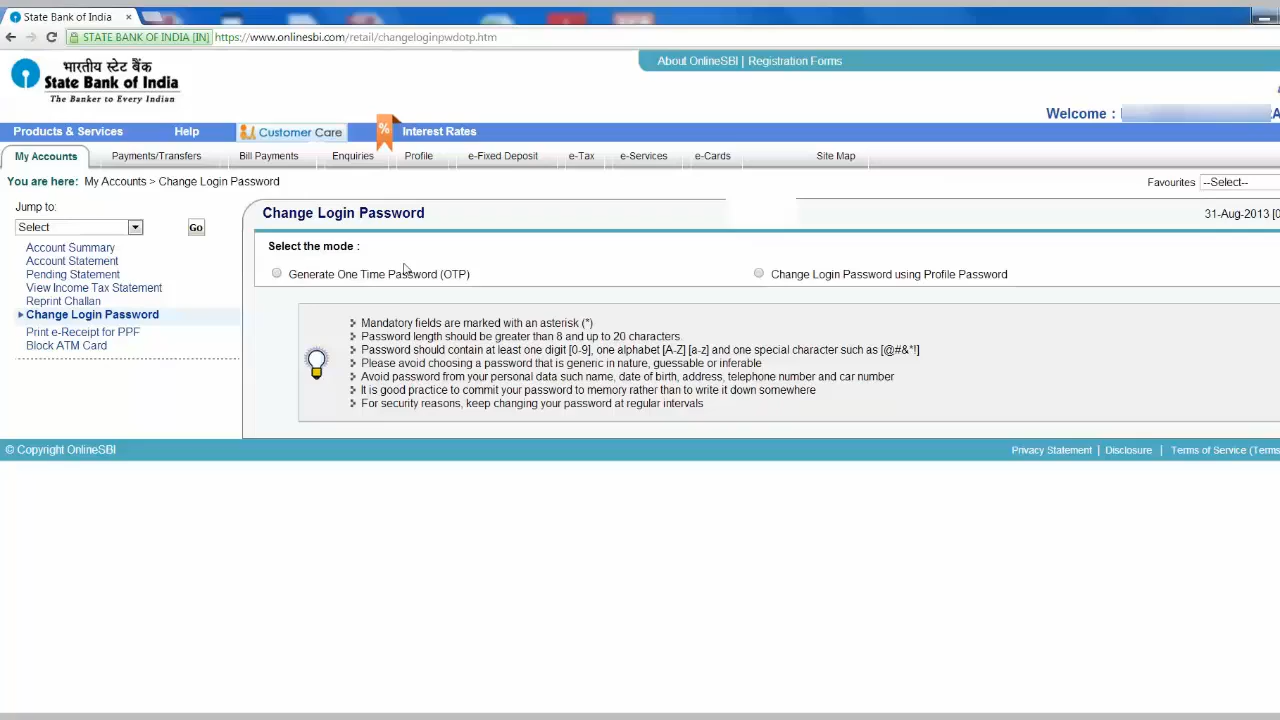 State Bank of India ×
STATE BANK OF INDIA [IN] https://www.onlinesbi.com/retail/changeloginpwdotp.htm
About OnlineSBI | Registration Forms
भारतीय स्टेट बैंक
State Bank of India
The Banker to Every Indian
Welcome :
Products & Services Help Customer Care % Interest Rates
My Accounts Payments/Transfers Bill Payments Enquiries Profile e-Fixed Deposit e-Tax e-Services e-Cards Site Map
You are here: My Accounts > Change Login Password Favourites --Select--
Jump to:
Select Go
Account Summary
Account Statement
Pending Statement
View Income Tax Statement
Reprint Challan
Change Login Password
Print e-Receipt for PPF
Block ATM Card
Change Login Password 31-Aug-2013
Select the mode :
Generate One Time Password (OTP) Change Login Password using Profile Password
Mandatory fields are marked with an asterisk (*)
Password length should be greater than 8 and up to 20 characters.
Password should contain at least one digit [0-9], one alphabet [A-Z] [a-z] and one special character such as [@#&*!]
Please avoid choosing a password that is generic in nature, guessable or inferable
Avoid password from your personal data such name, date of birth, address, telephone number and car number
It is good practice to commit your password to memory rather than to write it down somewhere
For security reasons, keep changing your password at regular intervals
© Copyright OnlineSBI Privacy Statement | Disclosure | Terms of Service (Terms